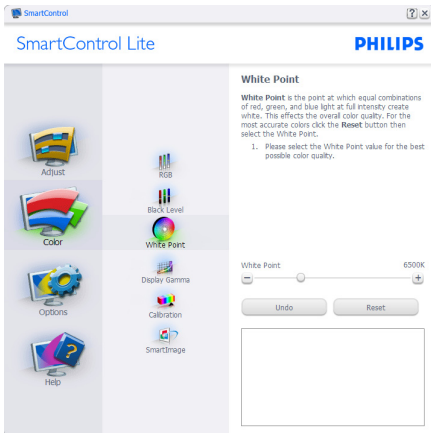 SmartControl
SmartControl Lite
PHILIPS
Adjust
Color
Options
Help
RGB
Black Level
White Point
Display Gamma
Calibration
SmartImage
White Point
White Point is the point at which equal combinations
of red, green, and blue light at full intensity create
white. This effects the overall color quality. For the
most accurate colors click the Reset button then
select the White Point.
1. Please select the White Point value for the best
possible color quality.
White Point 6500K
Undo Reset